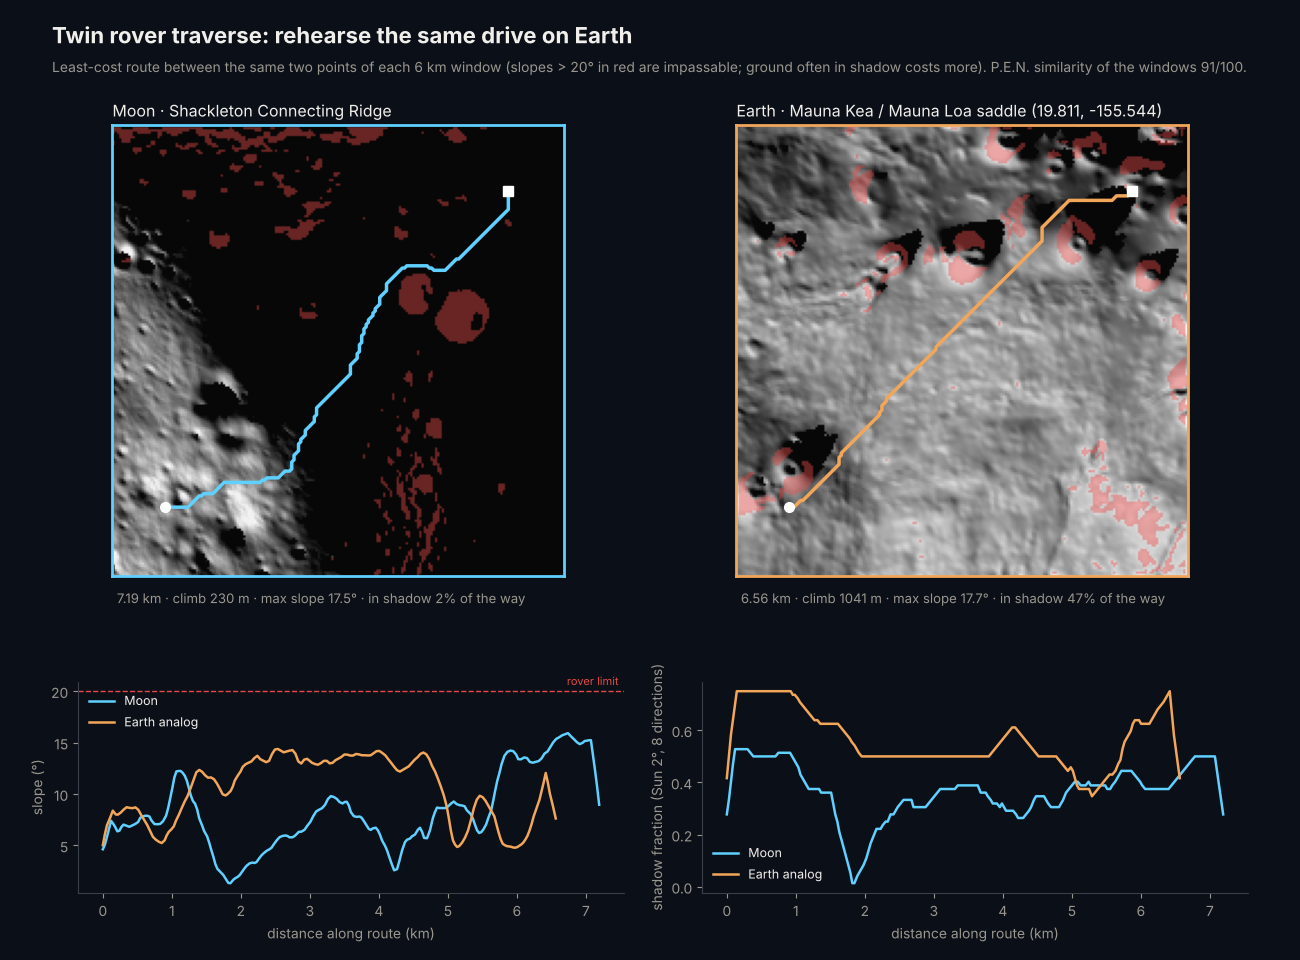 Twin rover traverse: rehearse the same drive on Earth
Least-cost route between the same two points of each 6 km window (slopes > 20° in red are impassable; ground often in shadow costs more). P.E.N. similarity of the windows 91/100.
Moon · Shackleton Connecting Ridge
Earth · Mauna Kea / Mauna Loa saddle (19.811, -155.544)
7.19 km · climb 230 m · max slope 17.5° · in shadow 2% of the way
6.56 km · climb 1041 m · max slope 17.7° · in shadow 47% of the way
rover limit
Moon
Earth analog
20
15
10
5
slope (°)
0 1 2 3 4 5 6 7
distance along route (km)
shadow fraction (Sun 2°, 8 directions)
0.6
0.4
0.2
0.0
Moon
Earth analog
0 1 2 3 4 5 6 7
distance along route (km)